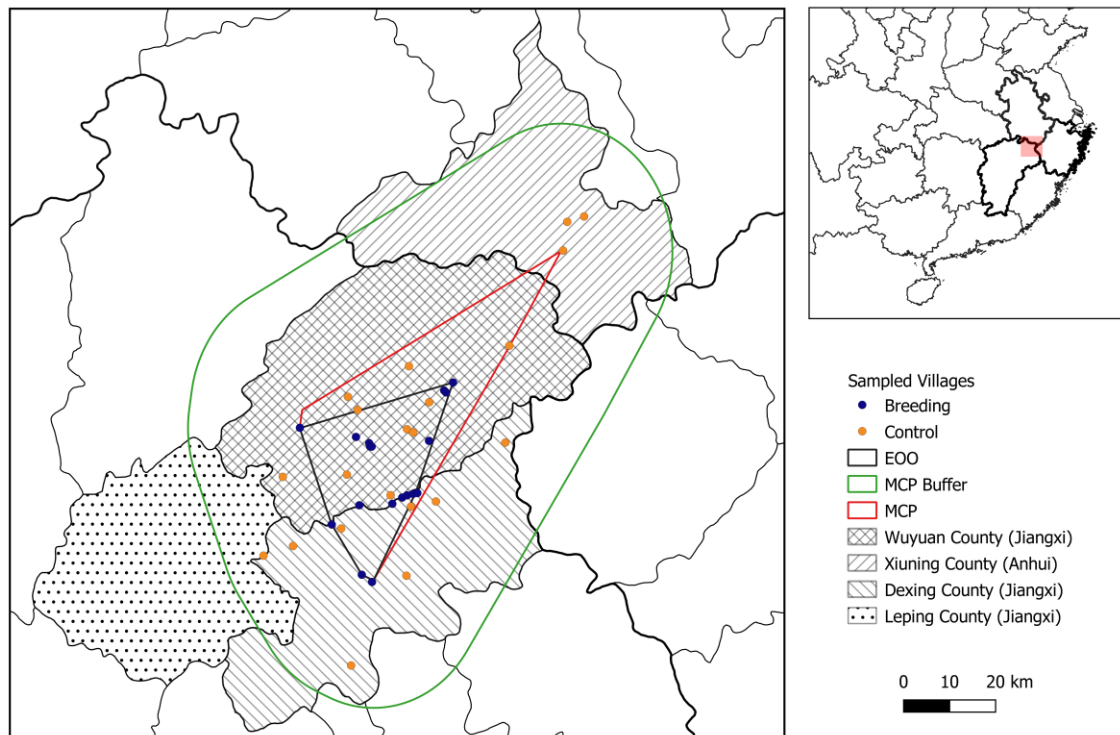 Sampled Villages
Breeding
Control
EOO
MCP Buffer
MCP
Wuyuan County (Jiangxi)
Xiuning County (Anhui)
Dexing County (Jiangxi)
Leping County (Jiangxi)
0 10 20 km